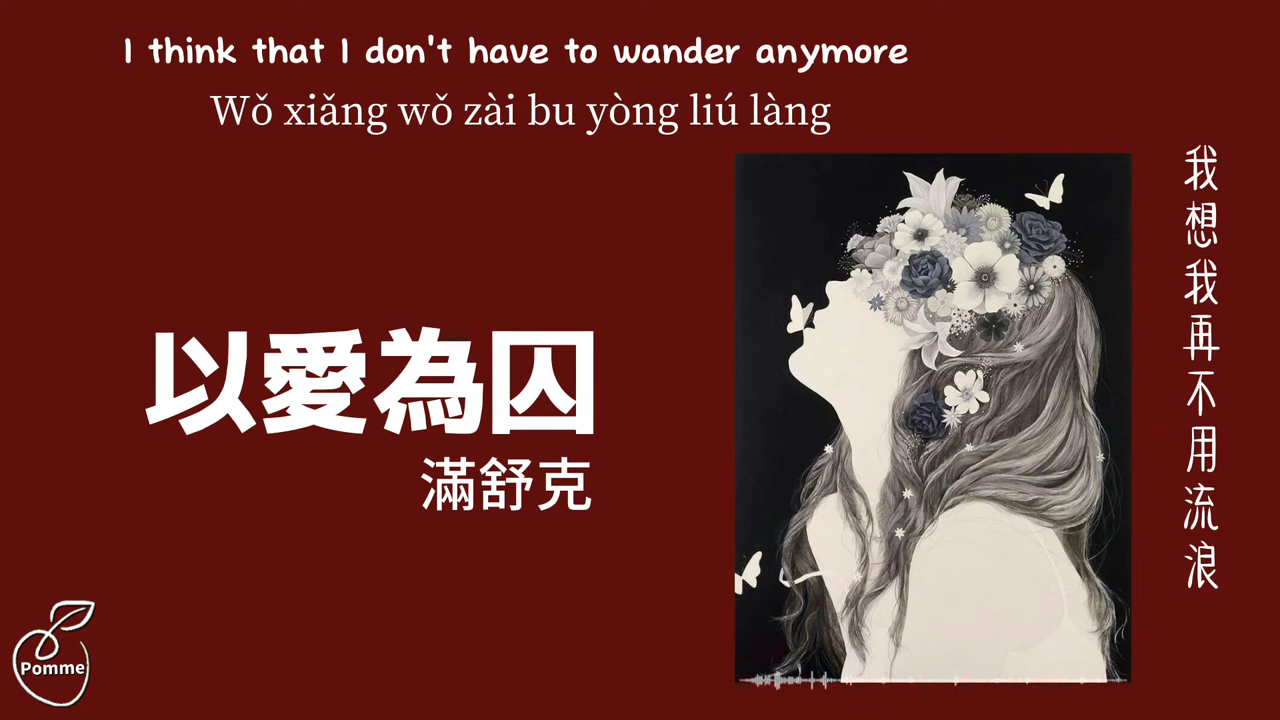 I think that I don't have to wander anymore
Wǒ xiǎng wǒ zài bu yòng liú làng
我想我再不用流浪
以愛為囚
滿舒克
Pomme